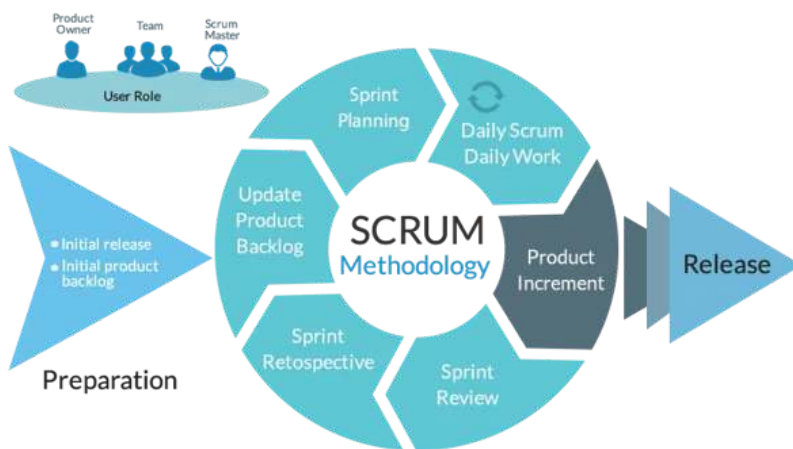 Product
Owner
Team
Scrum
Master
User Role
Sprint
Planning
Daily Scrum
Daily Work
Update
Product
Backlog
SCRUM
Methodology
Product
Increment
Release
• Initial release
• Initial product
backlog
Preparation
Sprint
Retospective
Sprint
Review